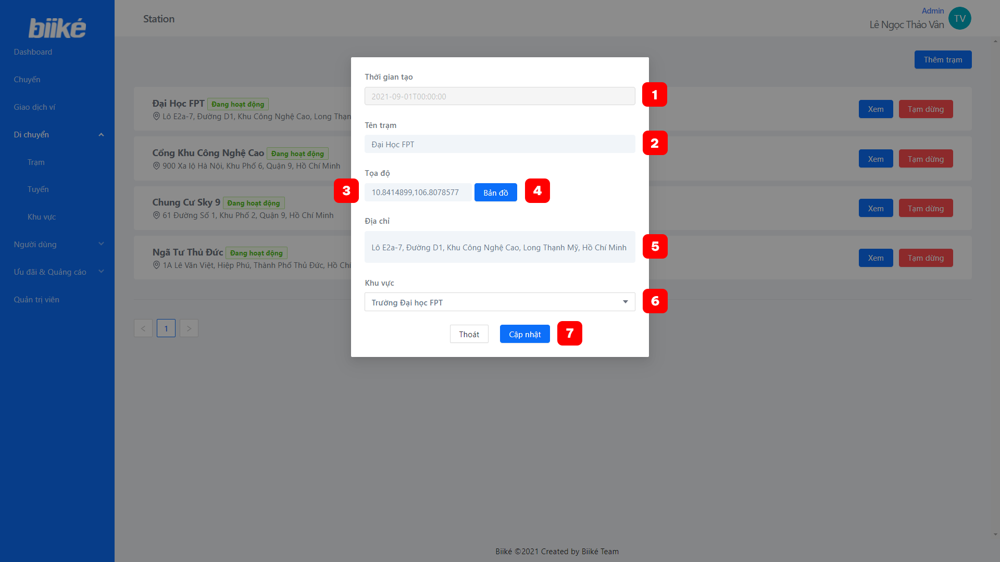 biiké
Station
Admin
Lê Ngọc Thảo Vân
TV
Dashboard
Chuyến
Giao dịch ví
Di chuyển
Trạm
Tuyến
Khu vực
Người dùng
Ưu đãi & Quảng cáo
Quản trị viên
Thêm trạm
Đại Học FPT Đang hoạt động
Lô E2a-7, Đường D1, Khu Công Nghệ Cao, Long Thạn
Xem Tạm dừng
Cổng Khu Công Nghệ Cao Đang hoạt động
900 Xa lộ Hà Nội, Khu Phố 6, Quận 9, Hồ Chí Minh
Xem Tạm dừng
Chung Cư Sky 9 Đang hoạt động
61 Đường Số 1, Khu Phố 2, Quận 9, Hồ Chí Minh
Xem Tạm dừng
Ngã Tư Thủ Đức Đang hoạt động
1A Lê Văn Việt, Hiệp Phú, Thành Phố Thủ Đức, Hồ Chí
Xem Tạm dừng
< 1 >
Thời gian tạo
2021-09-01T00:00:00 1
Tên trạm
Đại Học FPT 2
Tọa độ
3 10.8414899,106.8078577 Bản đồ 4
Địa chỉ
Lô E2a-7, Đường D1, Khu Công Nghệ Cao, Long Thạnh Mỹ, Hồ Chí Minh 5
Khu vực
Trường Đại học FPT 6
Thoát Cập nhật 7
Biiké ©2021 Created by Biiké Team